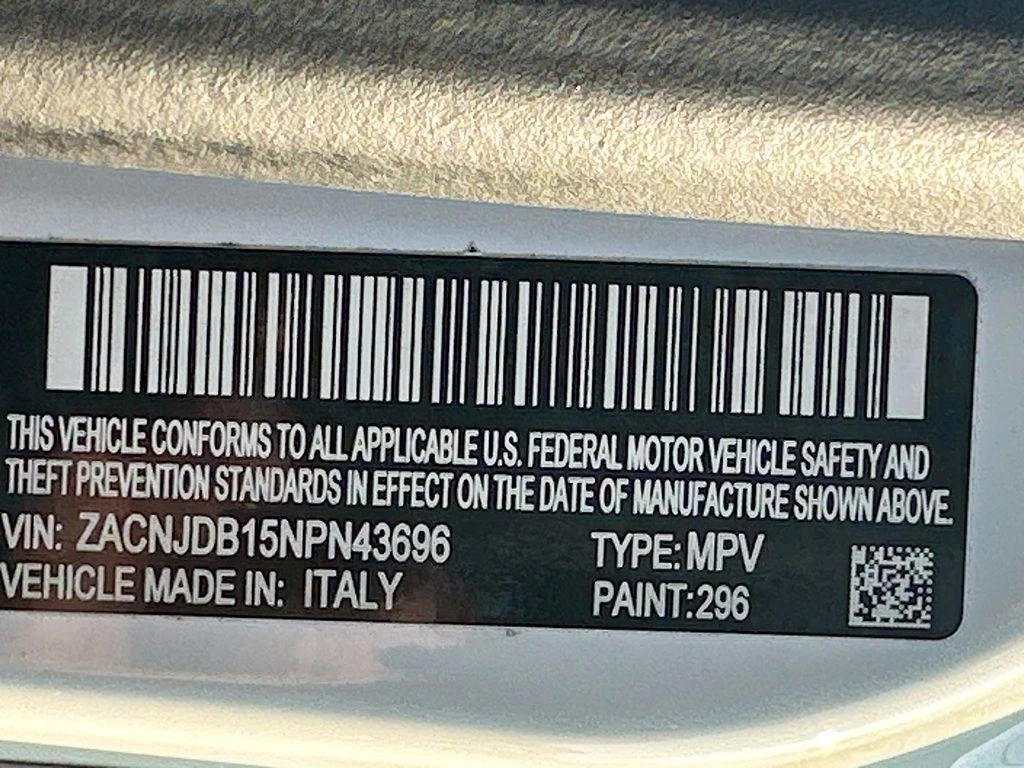 THIS VEHICLE CONFORMS TO ALL APPLICABLE U.S. FEDERAL MOTOR VEHICLE SAFETY AND
THEFT PREVENTION STANDARDS IN EFFECT ON THE DATE OF MANUFACTURE SHOWN ABOVE.
VIN: ZACNJDB15NPN43696 TYPE: MPV
VEHICLE MADE IN: ITALY PAINT: 296